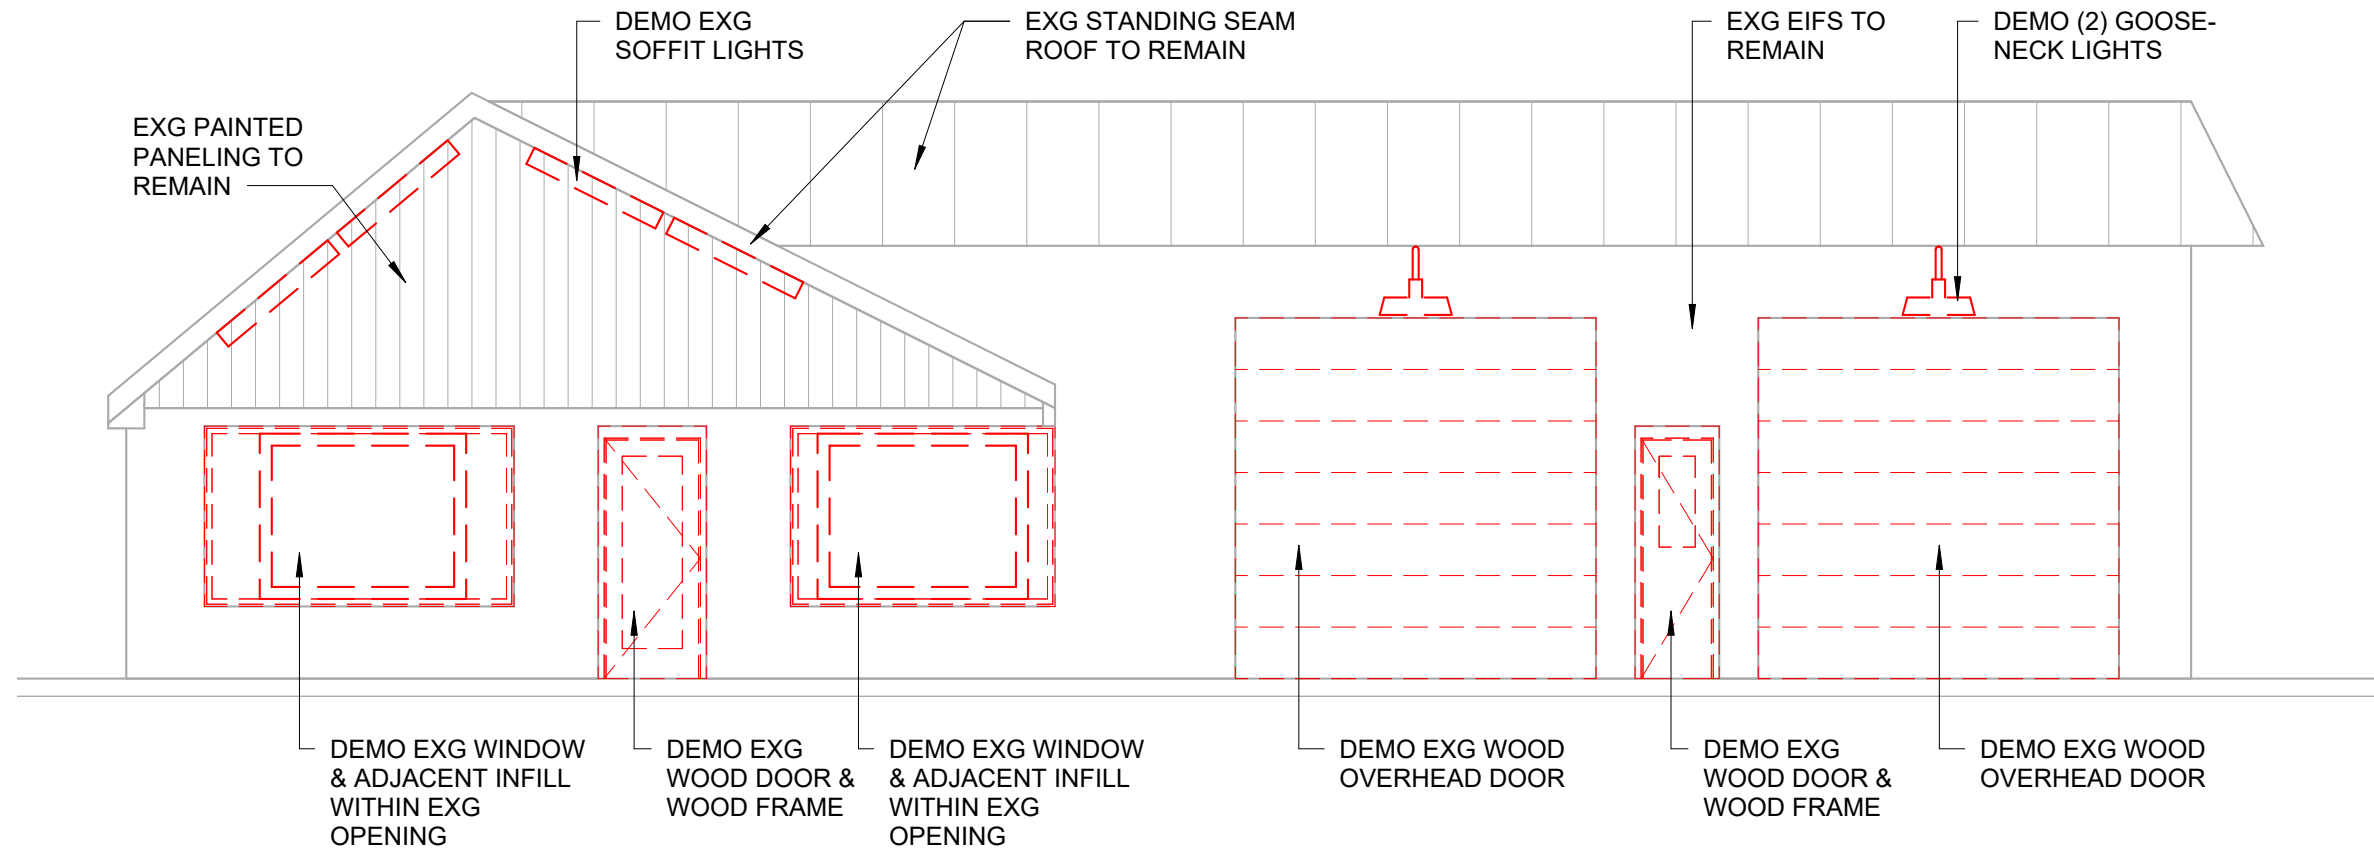 DEMO EXG
SOFFIT LIGHTS
EXG STANDING SEAM
ROOF TO REMAIN
EXG EIFS TO
REMAIN
DEMO (2) GOOSE-
NECK LIGHTS
EXG PAINTED
PANELING TO
REMAIN
DEMO EXG WINDOW
& ADJACENT INFILL
WITHIN EXG
OPENING
DEMO EXG
WOOD DOOR &
WOOD FRAME
DEMO EXG WINDOW
& ADJACENT INFILL
WITHIN EXG
OPENING
DEMO EXG WOOD
OVERHEAD DOOR
DEMO EXG
WOOD DOOR &
WOOD FRAME
DEMO EXG WOOD
OVERHEAD DOOR